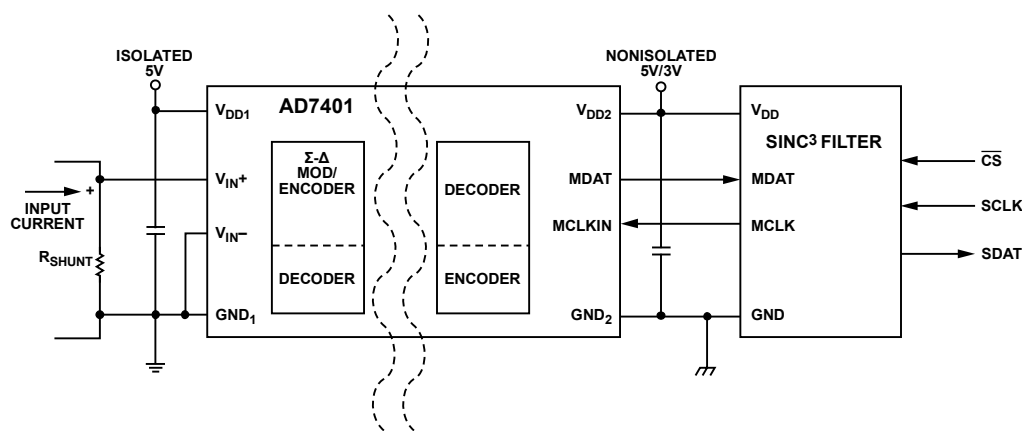 ISOLATED
5V
NONISOLATED
5V/3V
AD7401
VDD1
VIN+
VIN–
GND1
Σ-Δ
MOD/
ENCODER
DECODER
DECODER
ENCODER
VDD2
MDAT
MCLKIN
GND2
VDD
SINC3 FILTER
MDAT
MCLK
GND
CS
SCLK
SDAT
+
INPUT
CURRENT
RSHUNT